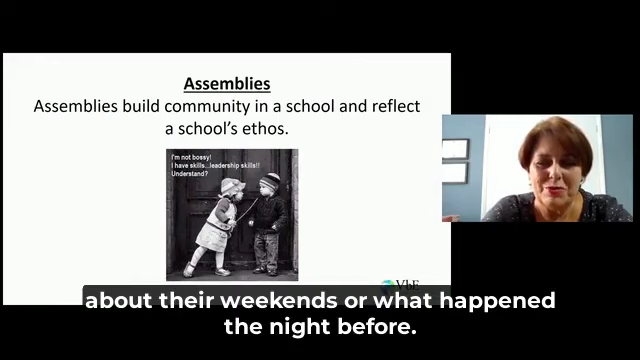 Assemblies
Assemblies build community in a school and reflect
a school's ethos.
I'm not bossy!
I have skills...leadership skills!!
Understand?
VbE
about their weekends or what happened
the night before.